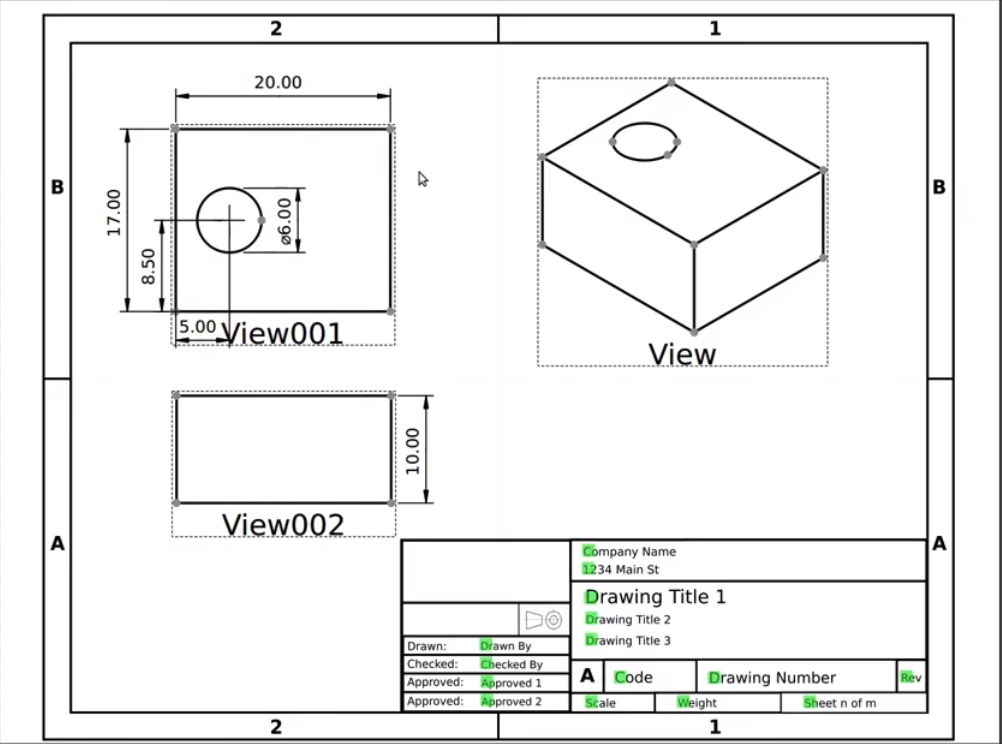 2 1
20.00
B B
17.00
⌀6.00
8.50
5.00
View001
View
10.00
View002
A A
Company Name
1234 Main St
Drawing Title 1
Drawing Title 2
Drawing Title 3
Drawn: Drawn By
Checked: Checked By
Approved: Approved 1
Approved: Approved 2
A Code Drawing Number Rev
Scale Weight Sheet n of m
2 1